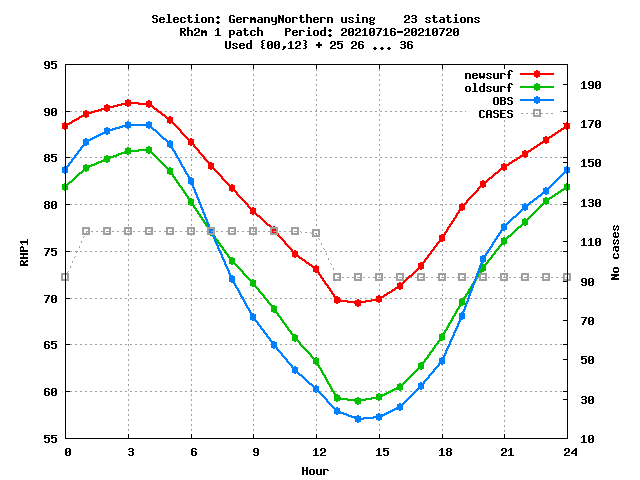 Selection: GermanyNorthern using    23 stations
Rh2m 1 patch   Period: 20210716-20210720
Used {00,12} + 25 26 ... 36
newsurf
oldsurf
OBS
CASES
95
90
85
80
75
70
65
60
55
RHP1
190
170
150
130
110
90
70
50
30
10
No cases
0 3 6 9 12 15 18 21 24
Hour